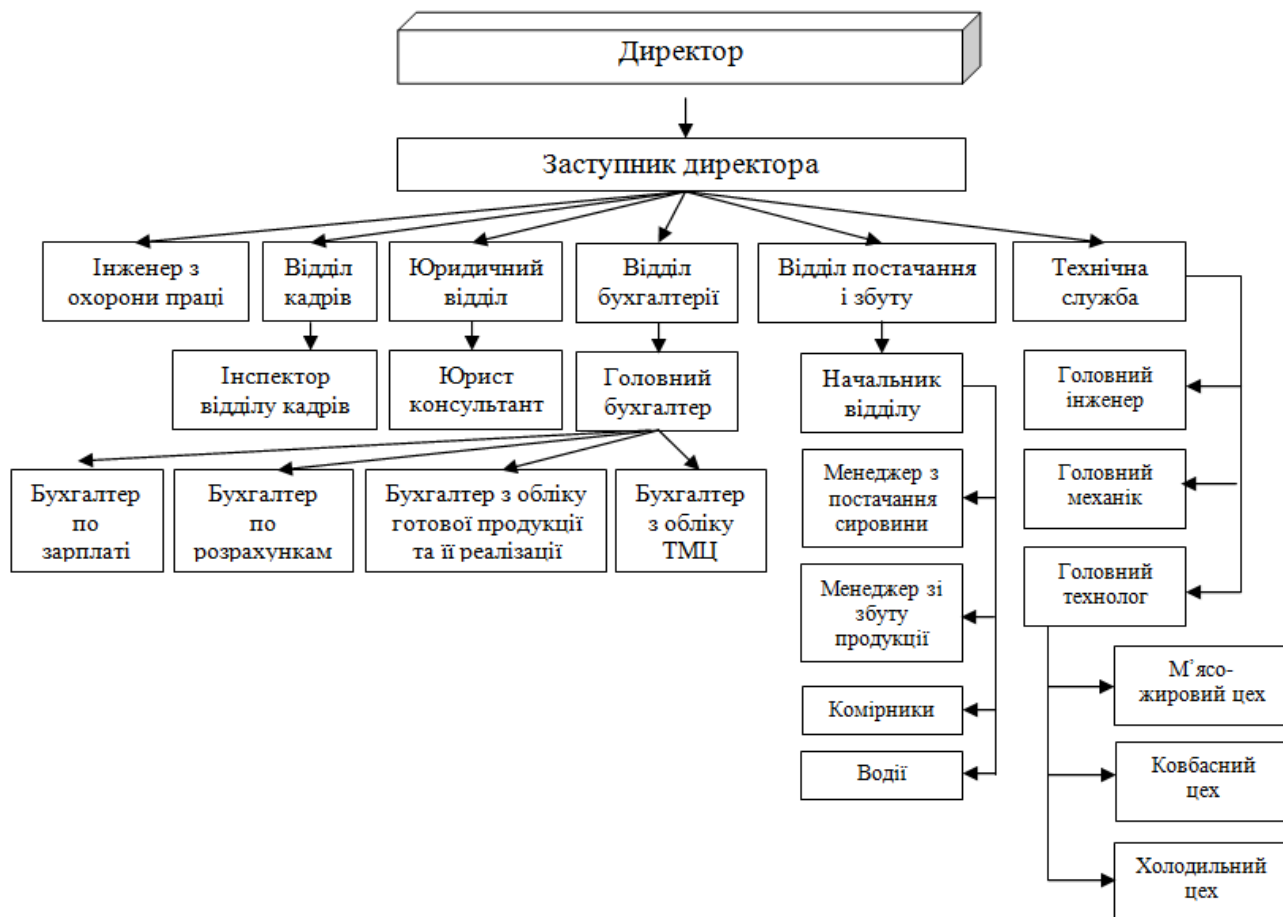 Директор
Заступник директора
Інженер з
охорони праці
Відділ
кадрів
Юридичний
відділ
Відділ
бухгалтерії
Відділ постачання
і збуту
Технічна
служба
Інспектор
відділу кадрів
Юрист
консультант
Головний
бухгалтер
Начальник
відділу
Головний
інженер
Бухгалтер
по
зарплаті
Бухгалтер
по
розрахункам
Бухгалтер з обліку
готової продукції
та її реалізації
Бухгалтер
з обліку
ТМЦ
Менеджер з
постачання
сировини
Головний
механік
Менеджер зі
збуту
продукції
Головний
технолог
Комірники
Водії
М’ясо-
жировий цех
Ковбасний
цех
Холодильний
цех